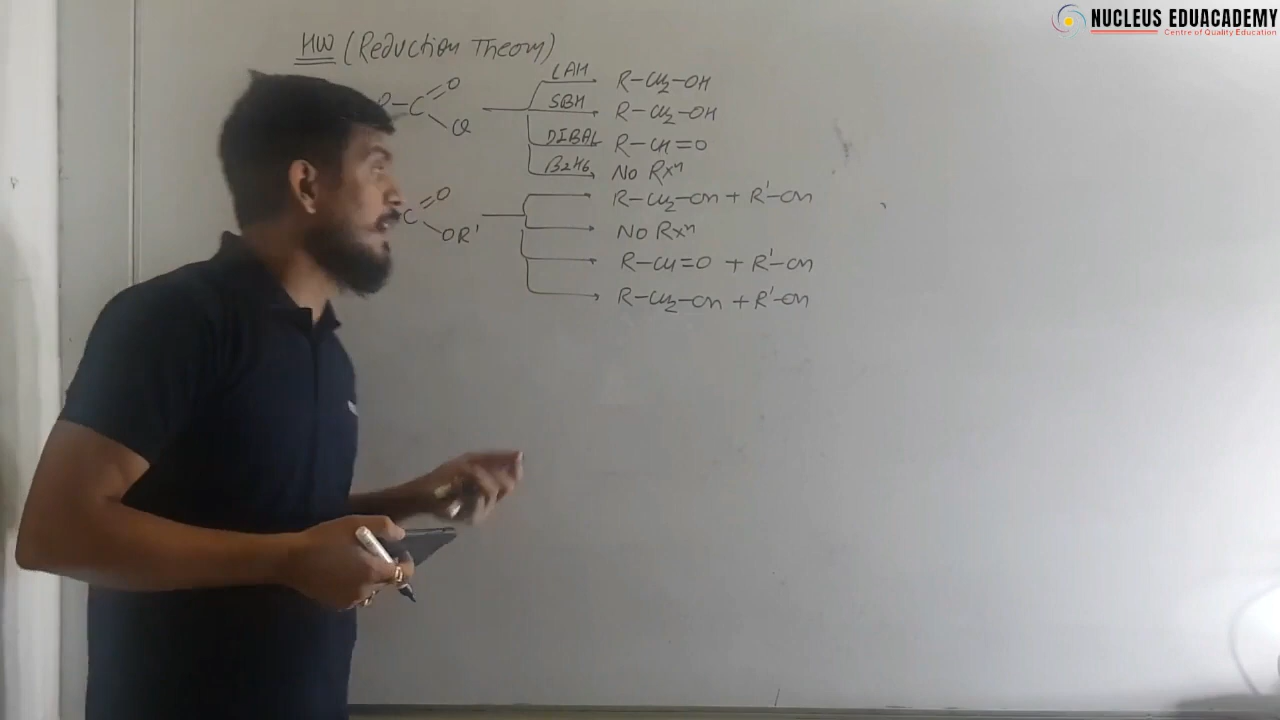 NUCLEUS EDUACADEMY
Centre of Quality Education
HW (Reduction Theory)
R-C=O Cl
LAH R-CH2-OH
SBH R-CH2-OH
DIBAL R-CH=O
B2H6 No Rxn
C=O OR'
R-CH2-OH + R'-OH
No Rxn
R-CH=O + R'-OH
R-CH2-OH + R'-OH